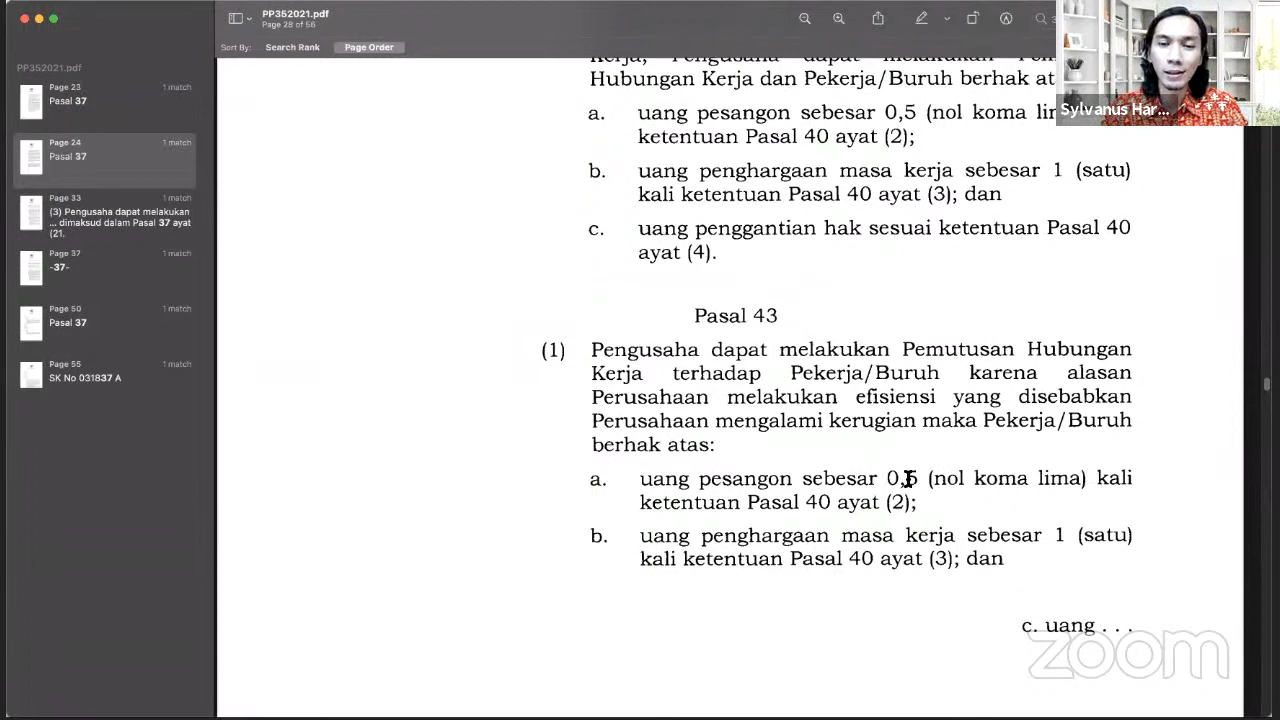 PP352021.pdf
Page 28 of 56
Sort By:
Search Rank
Page Order
PP352021.pdf
Page 23
1 match
Pasal 37
Page 24
1 match
Pasal 37
Page 33
1 match
(3) Pengusaha dapat melakukan
... dimaksud dalam Pasal 37 ayat
(21.
Page 37
1 match
-37-
Page 50
1 match
Pasal 37
Page 55
1 match
SK No 031837 A
Hubungan Kerja dan Pekerja/Buruh berhak at
a. uang pesangon sebesar 0,5 (nol koma lim
ketentuan Pasal 40 ayat (2);
b. uang penghargaan masa kerja sebesar 1 (satu)
kali ketentuan Pasal 40 ayat (3); dan
c. uang penggantian hak sesuai ketentuan Pasal 40
ayat (4).
Pasal 43
(1) Pengusaha dapat melakukan Pemutusan Hubungan
Kerja terhadap Pekerja/Buruh karena alasan
Perusahaan melakukan efisiensi yang disebabkan
Perusahaan mengalami kerugian maka Pekerja/Buruh
berhak atas:
a. uang pesangon sebesar 0,5 (nol koma lima) kali
ketentuan Pasal 40 ayat (2);
b. uang penghargaan masa kerja sebesar 1 (satu)
kali ketentuan Pasal 40 ayat (3); dan
c. uang . . .
Sylvanus Har...
zoom